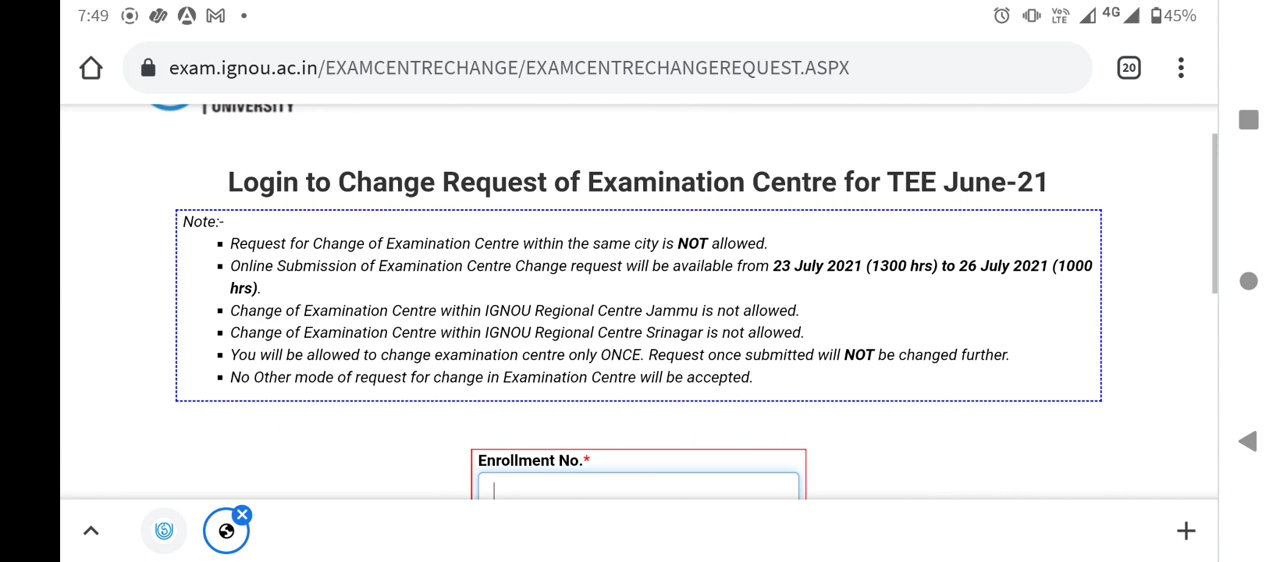 7:49
Vo)) LTE 4G 45%
exam.ignou.ac.in/EXAMCENTRECHANGE/EXAMCENTRECHANGEREQUEST.ASPX
20
UNIVERSITY
Login to Change Request of Examination Centre for TEE June-21
Note:-
Request for Change of Examination Centre within the same city is NOT allowed.
Online Submission of Examination Centre Change request will be available from 23 July 2021 (1300 hrs) to 26 July 2021 (1000
hrs).
Change of Examination Centre within IGNOU Regional Centre Jammu is not allowed.
Change of Examination Centre within IGNOU Regional Centre Srinagar is not allowed.
You will be allowed to change examination centre only ONCE. Request once submitted will NOT be changed further.
No Other mode of request for change in Examination Centre will be accepted.
Enrollment No.*